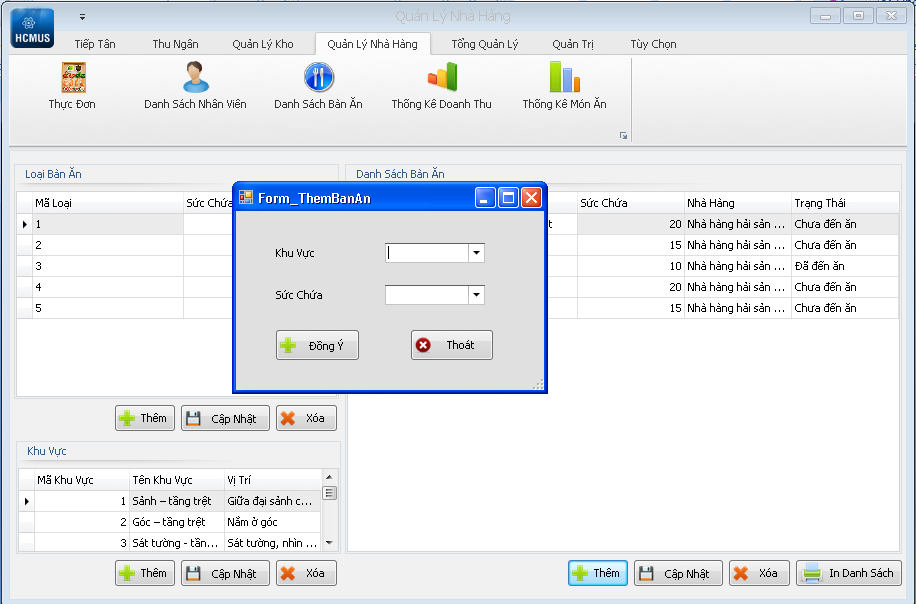 Quản Lý Nhà Hàng
HCMUS
Tiếp Tân Thu Ngân Quản Lý Kho Quản Lý Nhà Hàng Tổng Quản Lý Quản Trị Tùy Chọn
Thực Đơn Danh Sách Nhân Viên Danh Sách Bàn Ăn Thống Kê Doanh Thu Thống Kê Món Ăn
Loại Bàn Ăn
Mã Loại Sức Chứa
1
2
3
4
5
Thêm Cập Nhật Xóa
Khu Vực
Mã Khu Vực Tên Khu Vực Vị Trí
1 Sảnh – tầng trệt Giữa đại sảnh c...
2 Góc – tầng trệt Nằm ở góc
3 Sát tường - tần... Sát tường, nhìn ...
Thêm Cập Nhật Xóa
Form_ThemBanAn
Khu Vực
Sức Chứa
Đồng Ý Thoát
Danh Sách Bàn Ăn
Sức Chứa Nhà Hàng Trạng Thái
20 Nhà hàng hải sản ... Chưa đến ăn
15 Nhà hàng hải sản ... Chưa đến ăn
10 Nhà hàng hải sản ... Đã đến ăn
20 Nhà hàng hải sản ... Chưa đến ăn
15 Nhà hàng hải sản ... Chưa đến ăn
Thêm Cập Nhật Xóa In Danh Sách